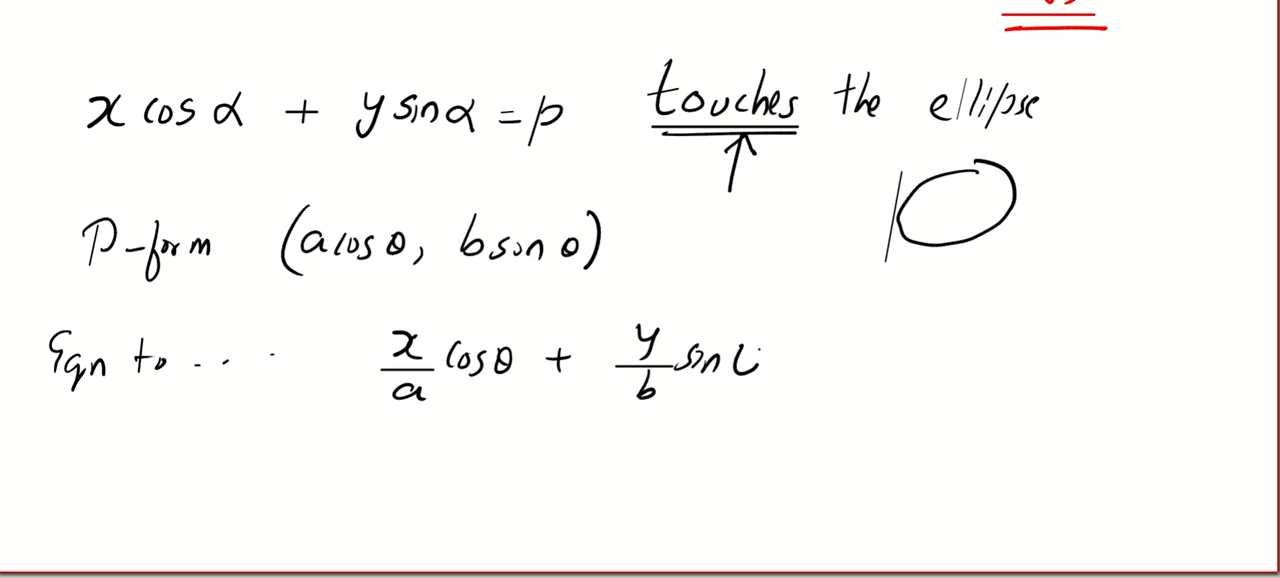 x cos α + y sin α = p touches the ellipse
P-form (a cos θ, b sin θ)
Eqn to ... . x/a cos θ + y/b sin